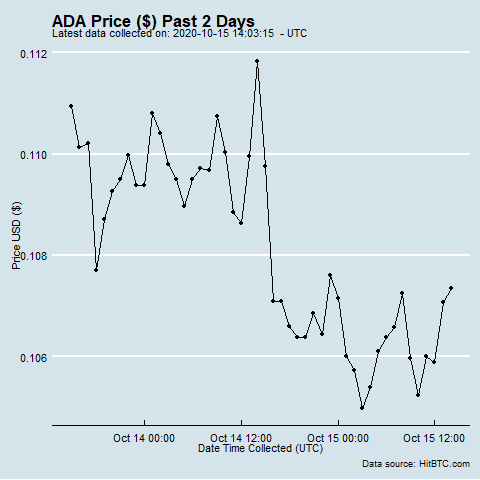 ADA Price ($) Past 2 Days
Latest data collected on: 2020-10-15 14:03:15 - UTC
0.112
0.110
0.108
0.106
Price USD ($)
Oct 14 00:00 Oct 14 12:00 Oct 15 00:00 Oct 15 12:00
Date Time Collected (UTC)
Data source: HitBTC.com